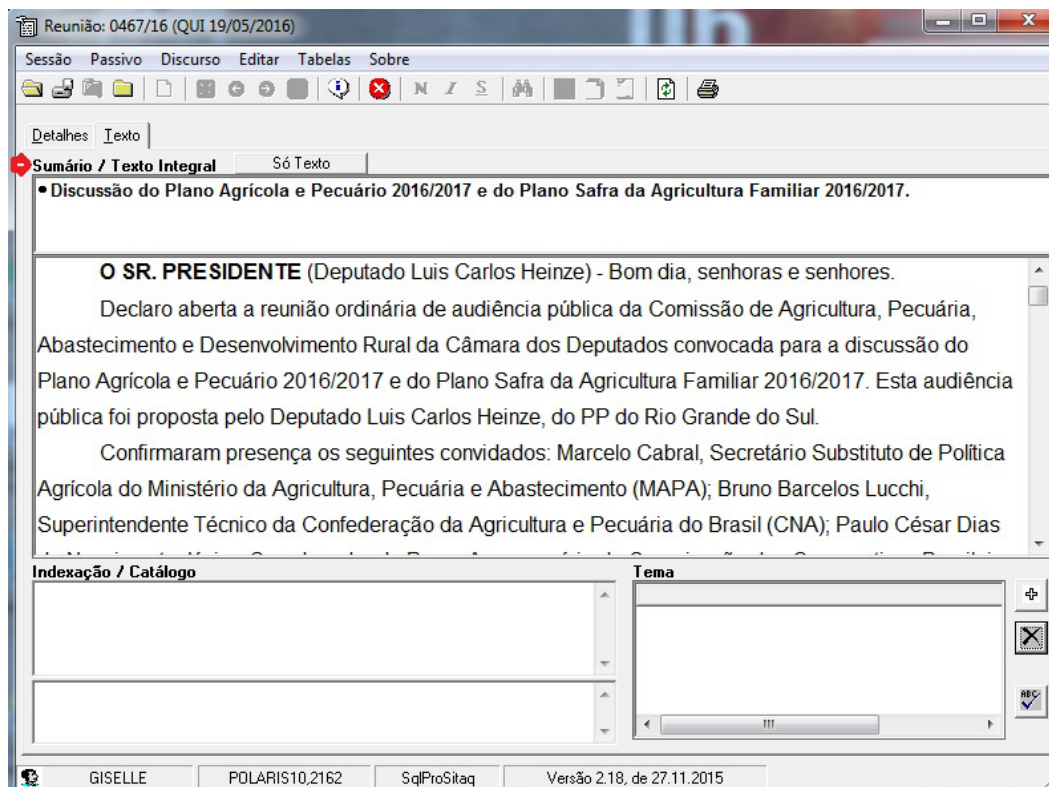 Reunião: 0467/16 (QUI 19/05/2016)
Sessão Passivo Discurso Editar Tabelas Sobre
N I S
Detalhes Texto
Sumário / Texto Integral Só Texto
• Discussão do Plano Agrícola e Pecuário 2016/2017 e do Plano Safra da Agricultura Familiar 2016/2017.
O SR. PRESIDENTE (Deputado Luis Carlos Heinze) - Bom dia, senhoras e senhores.
Declaro aberta a reunião ordinária de audiência pública da Comissão de Agricultura, Pecuária,
Abastecimento e Desenvolvimento Rural da Câmara dos Deputados convocada para a discussão do
Plano Agrícola e Pecuário 2016/2017 e do Plano Safra da Agricultura Familiar 2016/2017. Esta audiência
pública foi proposta pelo Deputado Luis Carlos Heinze, do PP do Rio Grande do Sul.
Confirmaram presença os seguintes convidados: Marcelo Cabral, Secretário Substituto de Política
Agrícola do Ministério da Agricultura, Pecuária e Abastecimento (MAPA); Bruno Barcelos Lucchi,
Superintendente Técnico da Confederação da Agricultura e Pecuária do Brasil (CNA); Paulo César Dias
Indexação / Catálogo Tema
ABC
GISELLE POLARIS10,2162 SqlProSitaq Versão 2.18, de 27.11.2015